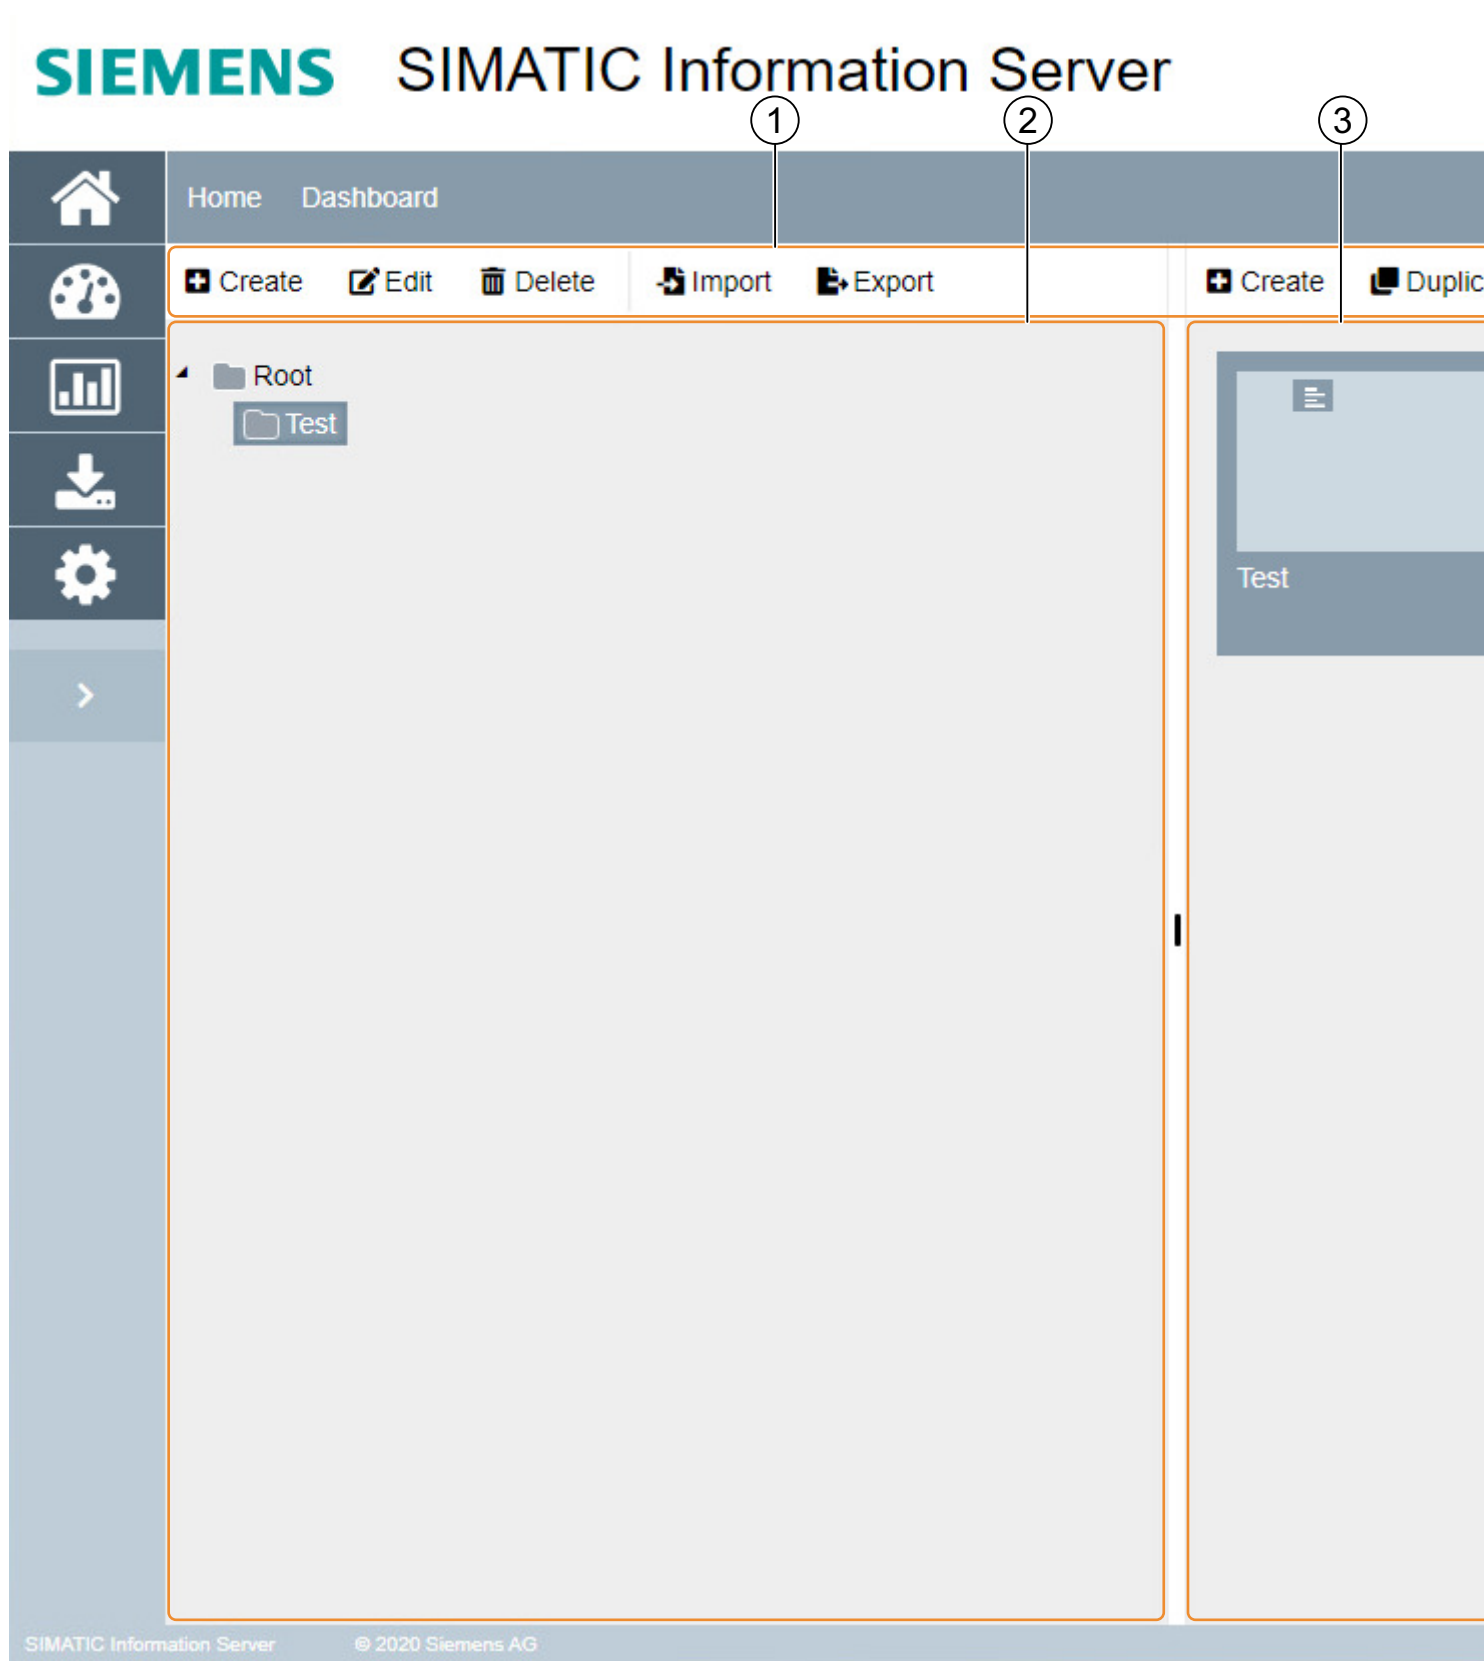 SIEMENS SIMATIC Information Server
1 2 3
Home Dashboard
Create Edit Delete Import Export Create Duplic
Root
Test
Test
SIMATIC Information Server © 2020 Siemens AG